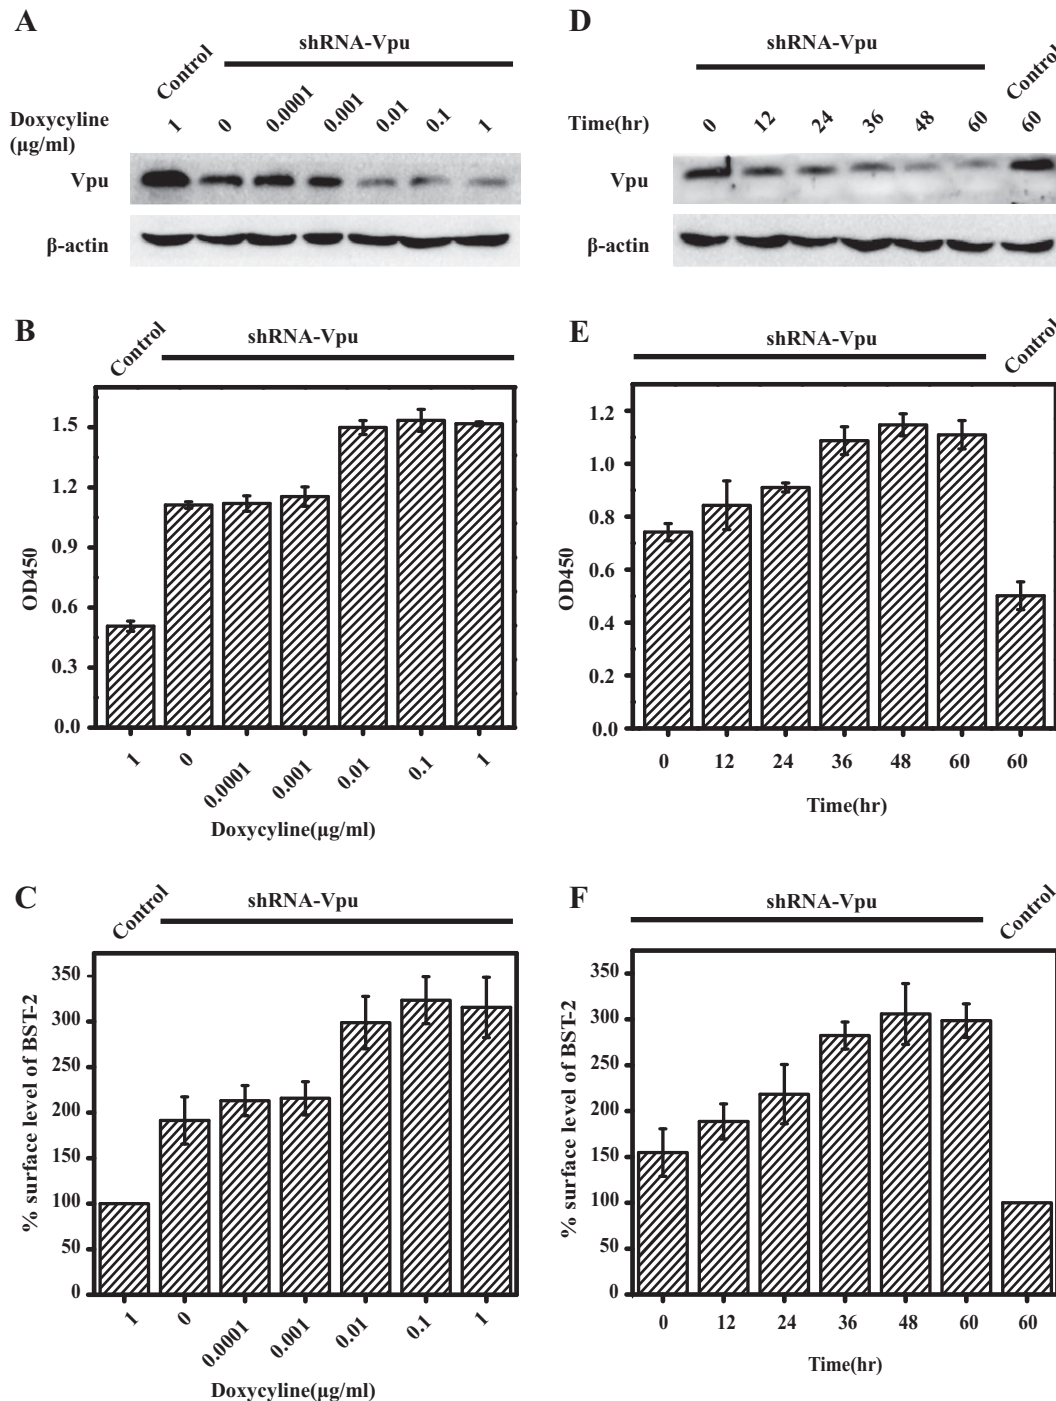 A
shRNA-Vpu
Control
Doxycyline
(μg/ml)
1 0 0.0001 0.001 0.01 0.1 1
Vpu
β-actin
D
shRNA-Vpu
Control
Time(hr) 0 12 24 36 48 60 60
Vpu
β-actin
B
Control
shRNA-Vpu
OD450
1.5
1.2
0.9
0.6
0.3
0.0
1 0 0.0001 0.001 0.01 0.1 1
Doxycyline(μg/ml)
E
shRNA-Vpu
Control
OD450
1.2
1.0
0.8
0.6
0.4
0.2
0.0
0 12 24 36 48 60 60
Time(hr)
C
Control
shRNA-Vpu
% surface level of BST-2
350
300
250
200
150
100
50
0
1 0 0.0001 0.001 0.01 0.1 1
Doxycyline(μg/ml)
F
shRNA-Vpu
Control
% surface level of BST-2
350
300
250
200
150
100
50
0
0 12 24 36 48 60 60
Time(hr)